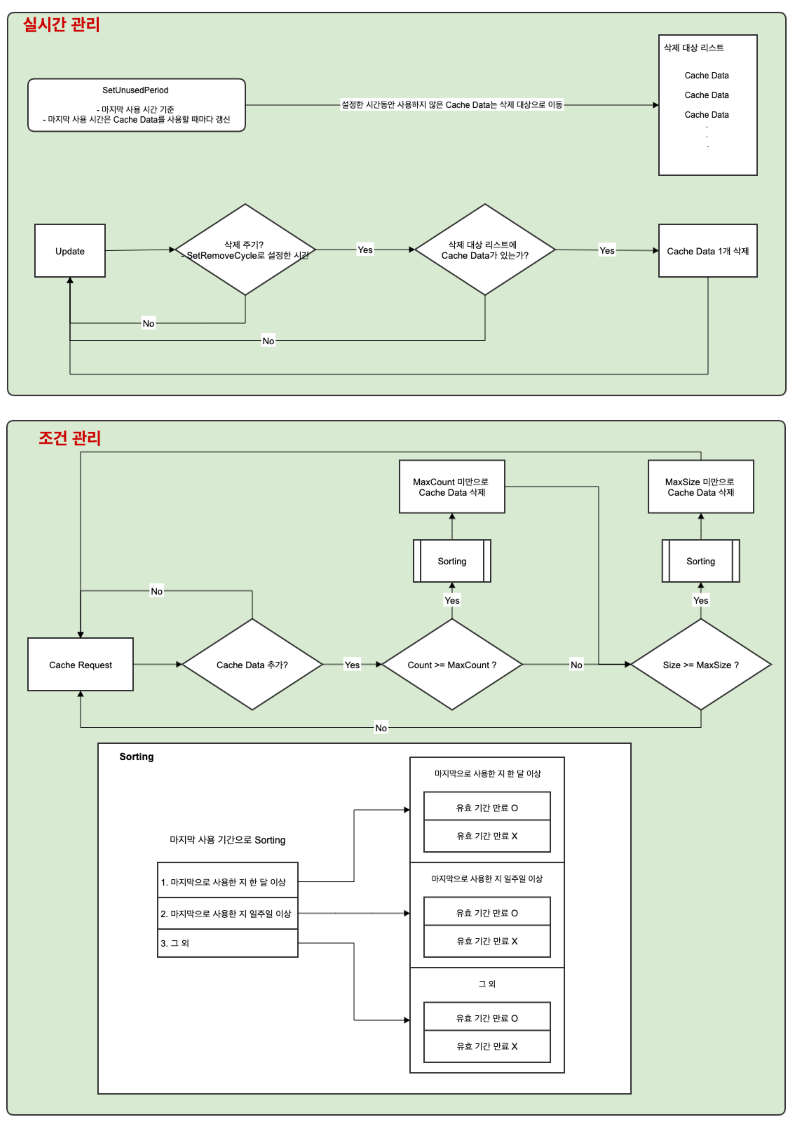 실시간 관리
SetUnusedPeriod
- 마지막 사용 시간 기준
- 마지막 사용 시간은 Cache Data를 사용할 때마다 갱신
설정한 시간동안 사용하지 않은 Cache Data는 삭제 대상으로 이동
삭제 대상 리스트
Cache Data
Cache Data
Cache Data
.
.
.
Update
삭제 주기?
- SetRemoveCycle로 설정한 시간
Yes
삭제 대상 리스트에
Cache Data가 있는가?
Yes
Cache Data 1개 삭제
No
No
조건 관리
MaxCount 미만으로
Cache Data 삭제
MaxSize 미만으로
Cache Data 삭제
Sorting
Sorting
No
Yes
Yes
Cache Request
Cache Data 추가?
Yes
Count >= MaxCount ?
No
Size >= MaxSize ?
No
Sorting
마지막 사용 기간으로 Sorting
1. 마지막으로 사용한 지 한 달 이상
2. 마지막으로 사용한 지 일주일 이상
3. 그 외
마지막으로 사용한 지 한 달 이상
유효 기간 만료 O
유효 기간 만료 X
마지막으로 사용한 지 일주일 이상
유효 기간 만료 O
유효 기간 만료 X
그 외
유효 기간 만료 O
유효 기간 만료 X